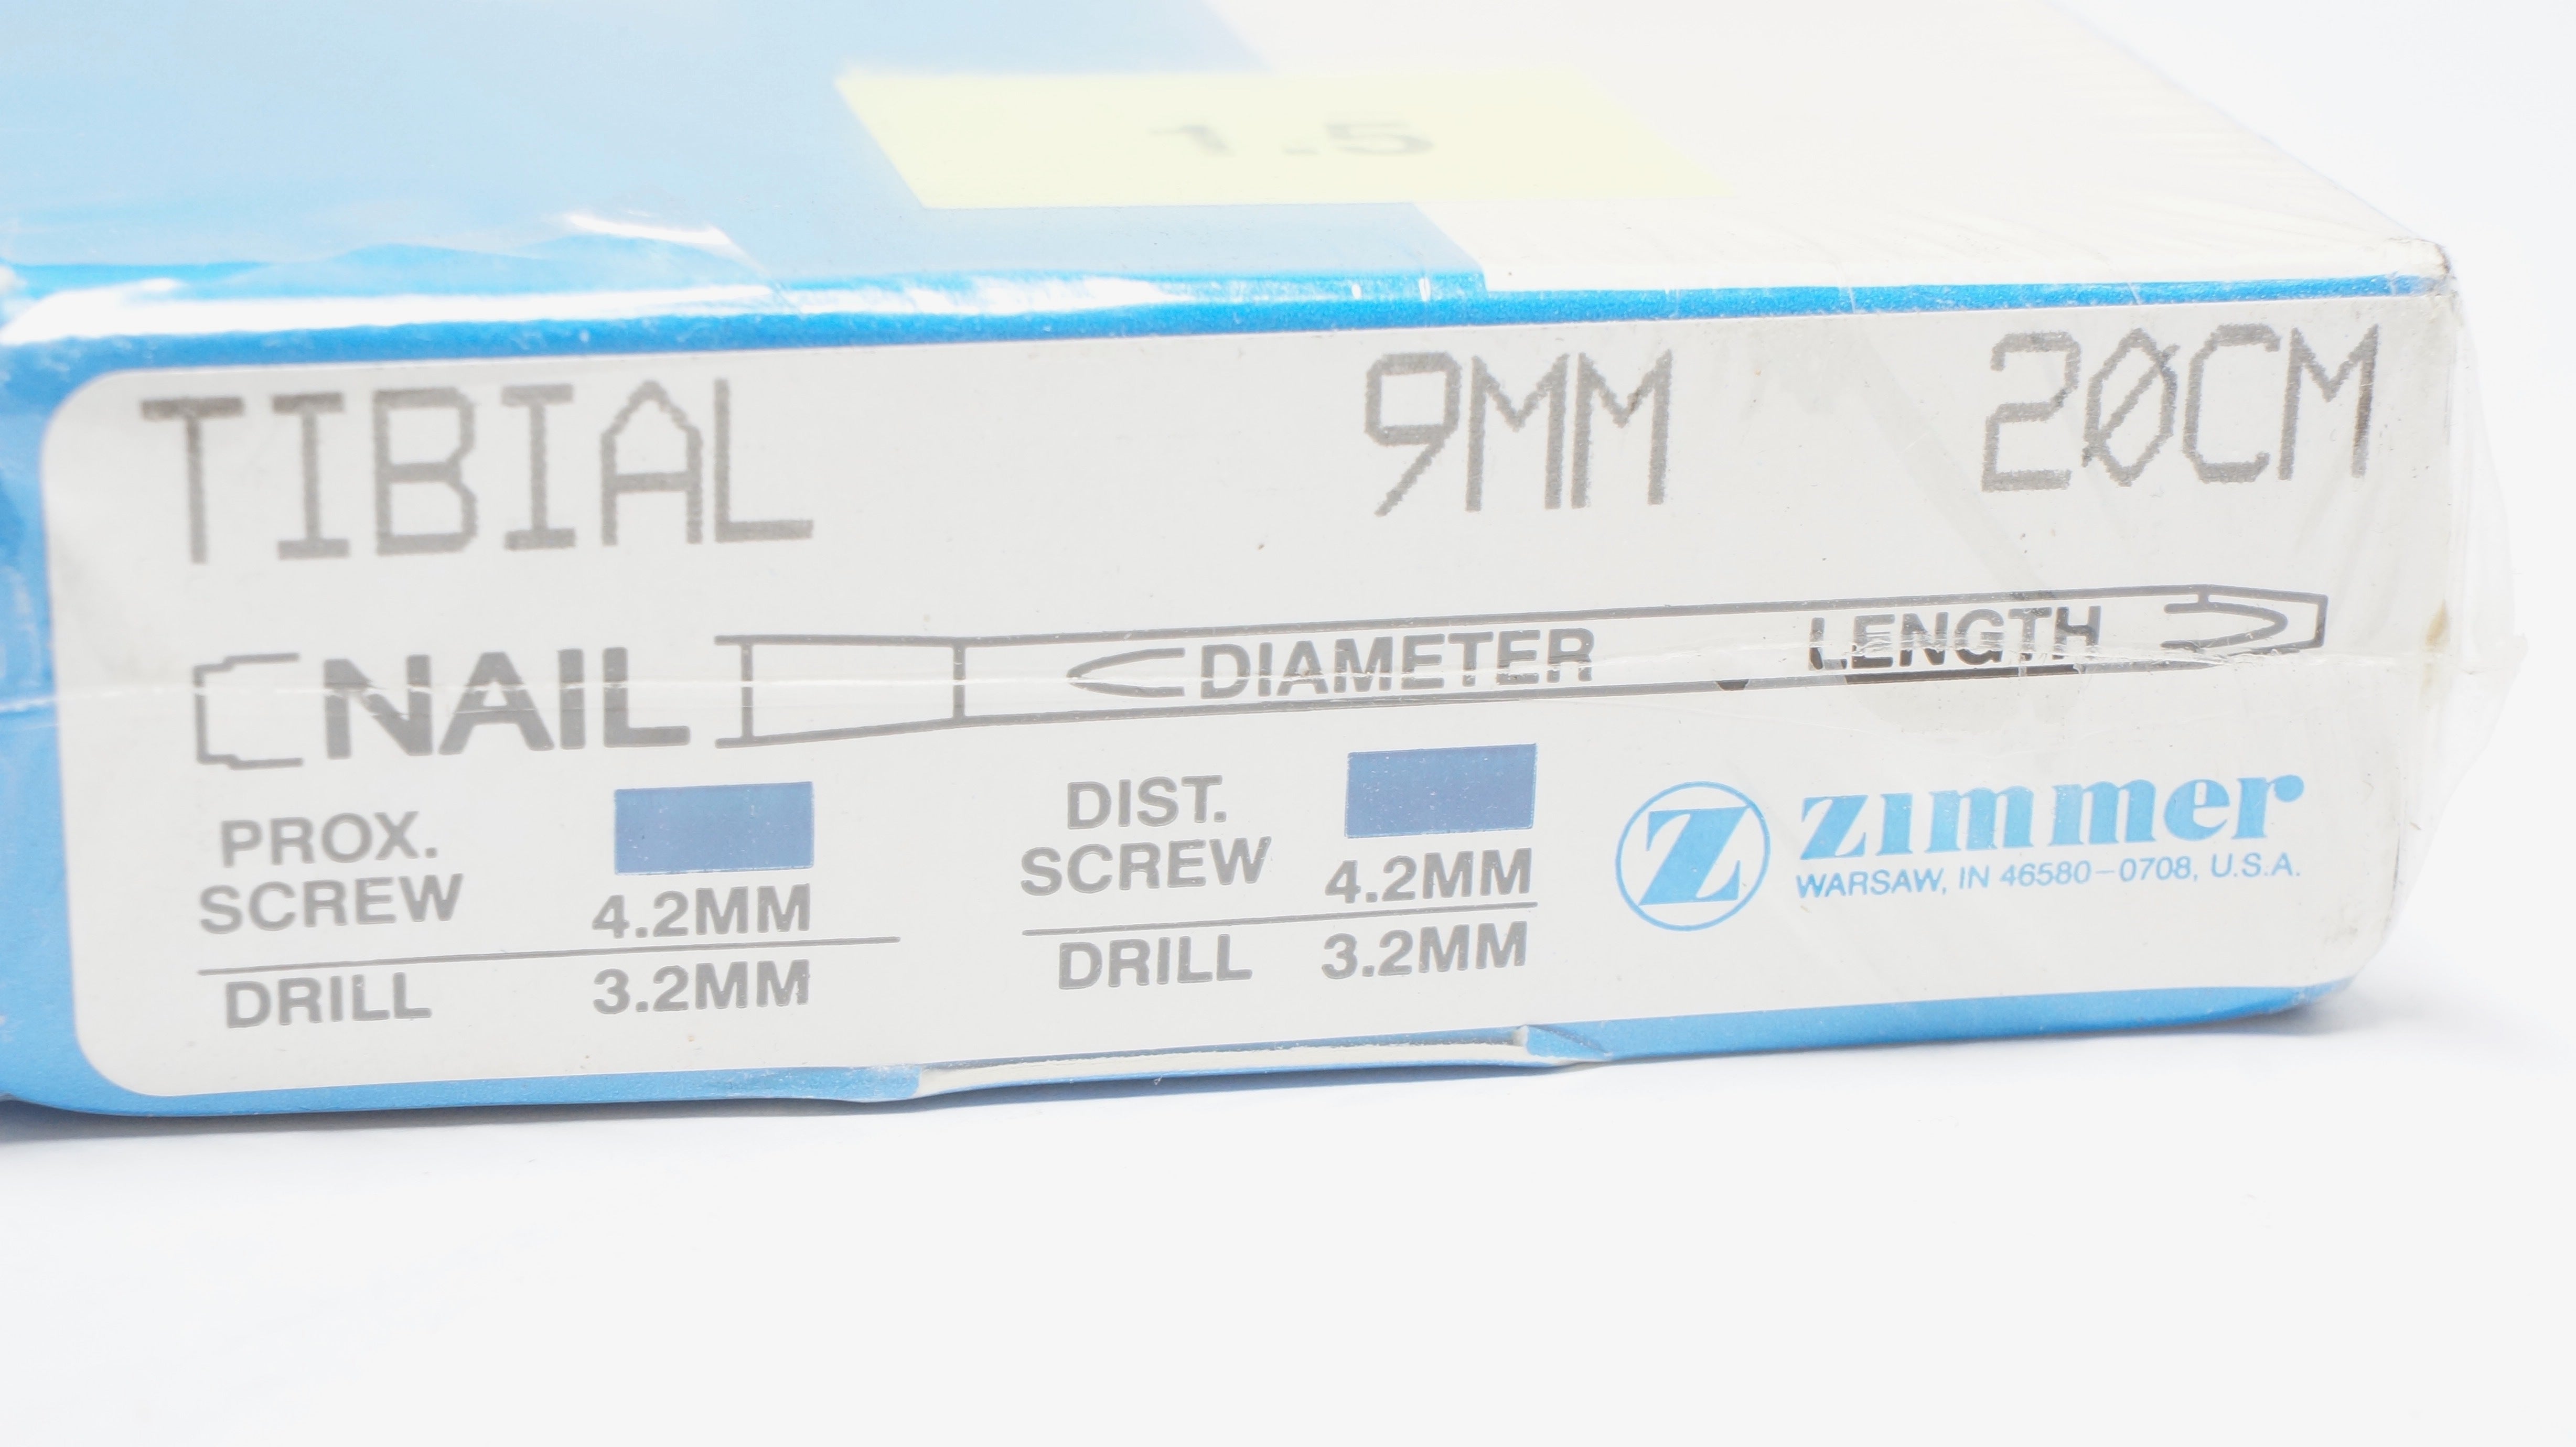 1.5
TIBIAL 9MM 20CM
NAIL DIAMETER LENGTH
PROX. SCREW 4.2MM
DRILL 3.2MM
DIST. SCREW 4.2MM
DRILL 3.2MM
Z zimmer
WARSAW, IN 46580-0708, U.S.A.